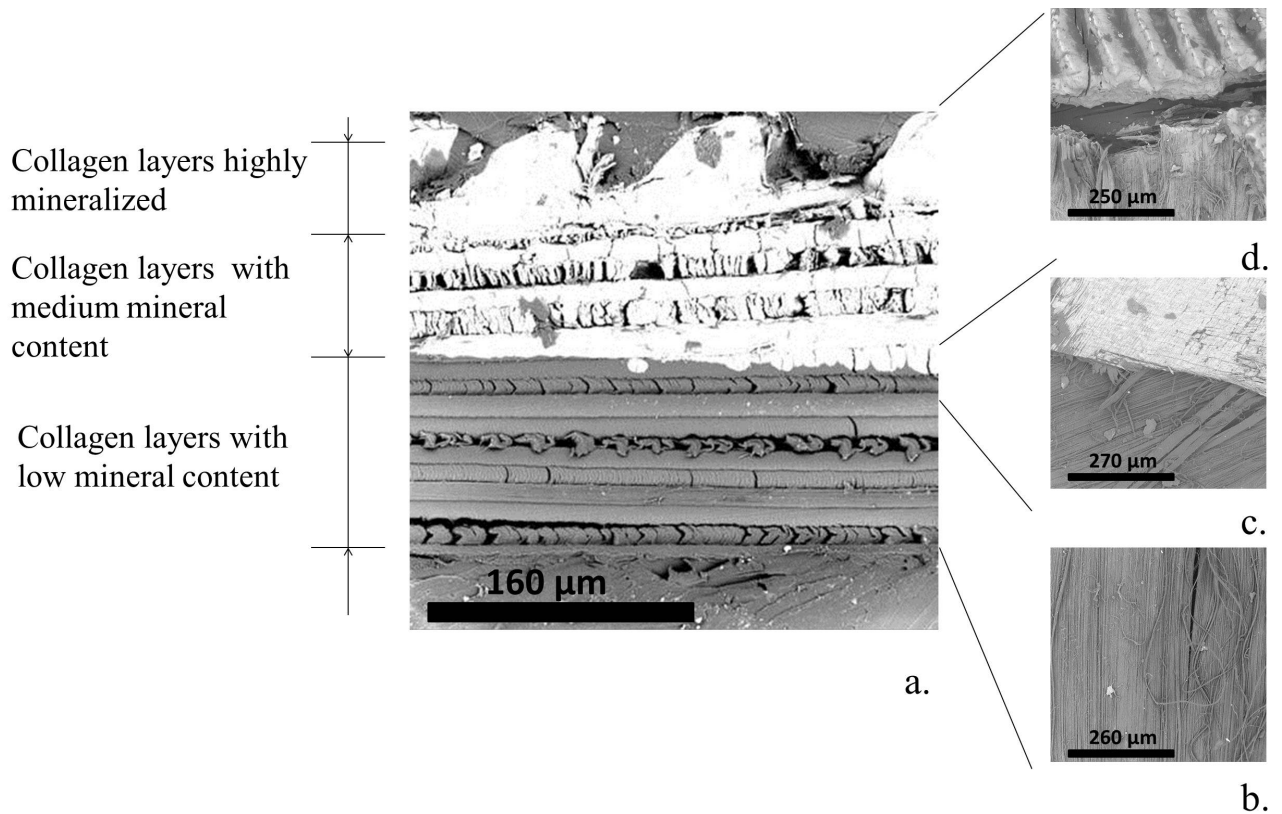 Collagen layers highly
mineralized
Collagen layers with
medium mineral
content
Collagen layers with
low mineral content
160 µm
a.
250 µm
d.
270 µm
c.
260 µm
b.